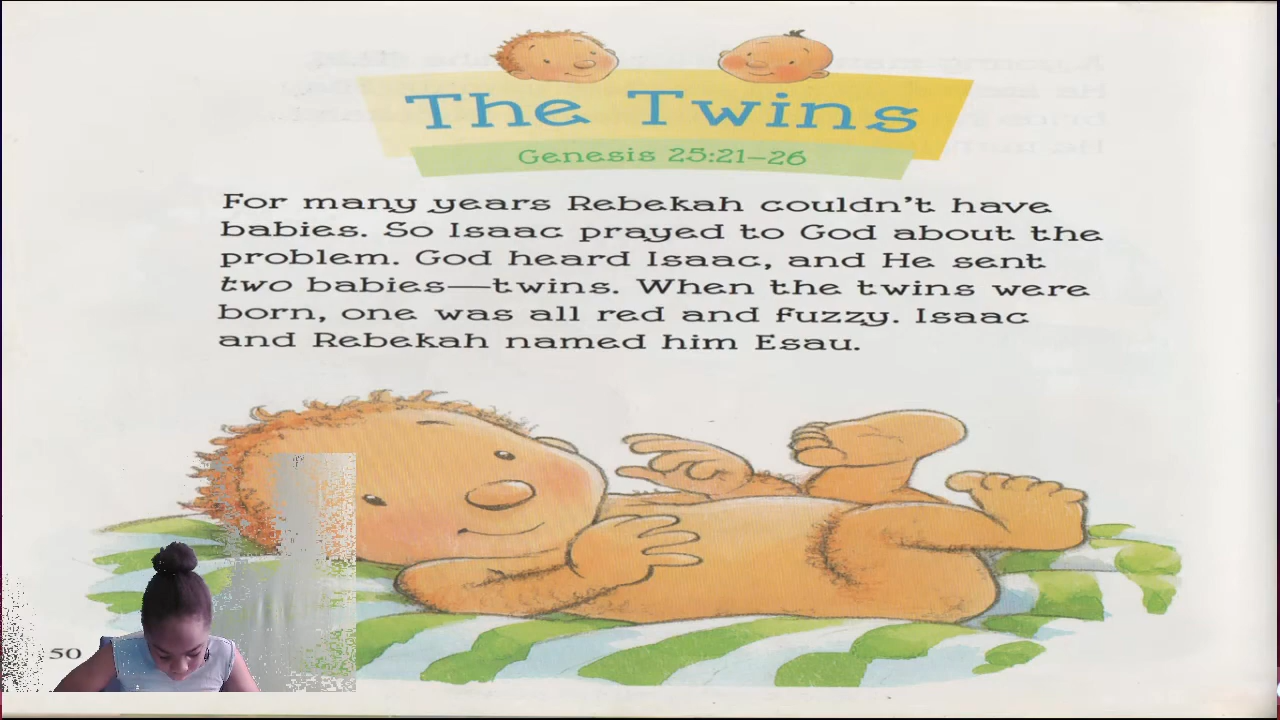 The Twins
Genesis 25:21–26
For many years Rebekah couldn't have
babies. So Isaac prayed to God about the
problem. God heard Isaac, and He sent
two babies—twins. When the twins were
born, one was all red and fuzzy. Isaac
and Rebekah named him Esau.
50